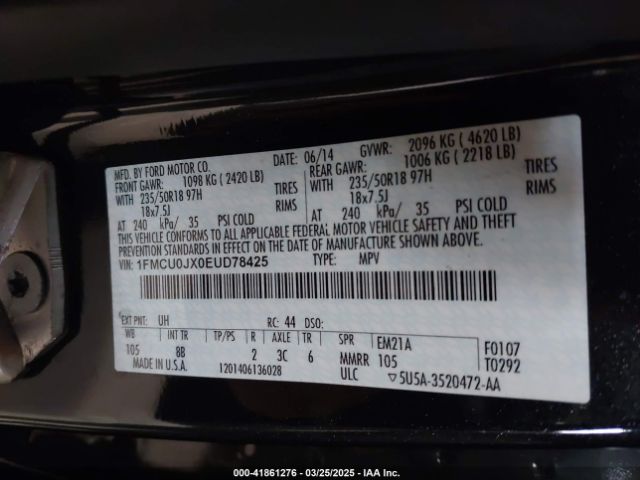 MFD. BY FORD MOTOR CO.
DATE: 06/14 GVWR: 2096 KG (4620 LB)
FRONT GAWR: 1098 KG (2420 LB)
REAR GAWR: 1006 KG (2218 LB)
WITH 235/50R18 97H TIRES
WITH 235/50R18 97H TIRES
18x7.5J RIMS
18x7.5J RIMS
AT 240 kPa/ 35 PSI COLD
AT 240 kPa/ 35 PSI COLD
THIS VEHICLE CONFORMS TO ALL APPLICABLE FEDERAL MOTOR VEHICLE SAFETY AND THEFT
PREVENTION STANDARDS IN EFFECT ON THE DATE OF MANUFACTURE SHOWN ABOVE.
VIN: 1FMCU0JX0EUD78425 TYPE: MPV
EXT PNT: UH RC: 44 DSO:
WB INT TR TP/PS R AXLE TR SPR EM21A F0107
105 8B 2 3C 6 MMRR 105 T0292
MADE IN U.S.A. 1201406136028 ULC ▽5U5A-3520472-AA
000-41861276 - 03/25/2025 - IAA Inc.